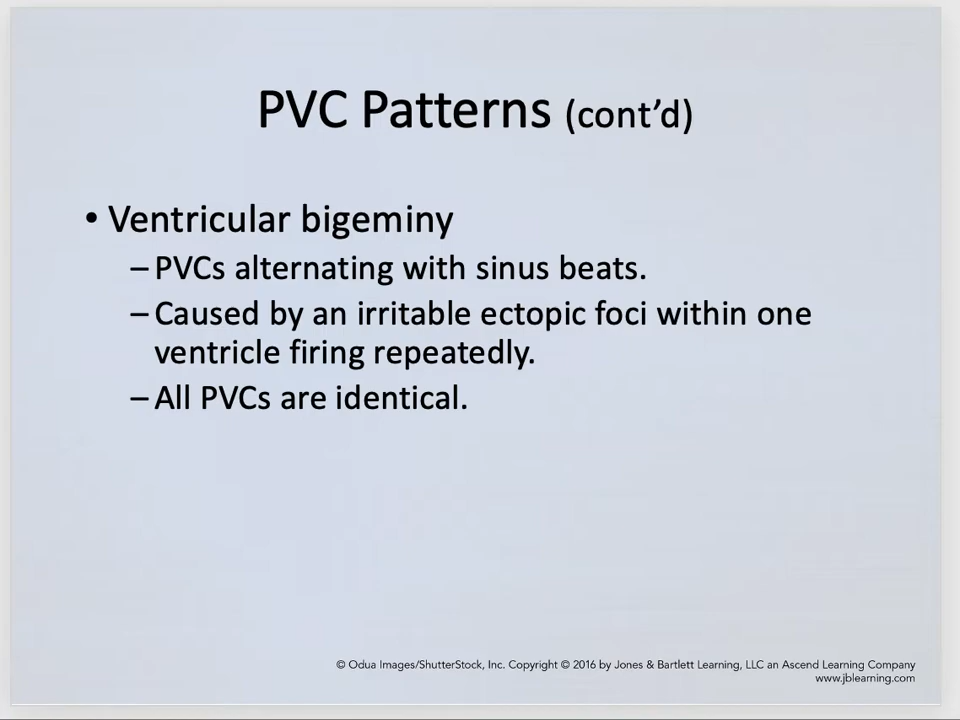 PVC Patterns (cont’d)
• Ventricular bigeminy
– PVCs alternating with sinus beats.
– Caused by an irritable ectopic foci within one
ventricle firing repeatedly.
– All PVCs are identical.
© Odua Images/ShutterStock, Inc. Copyright © 2016 by Jones & Bartlett Learning, LLC an Ascend Learning Company
www.jblearning.com